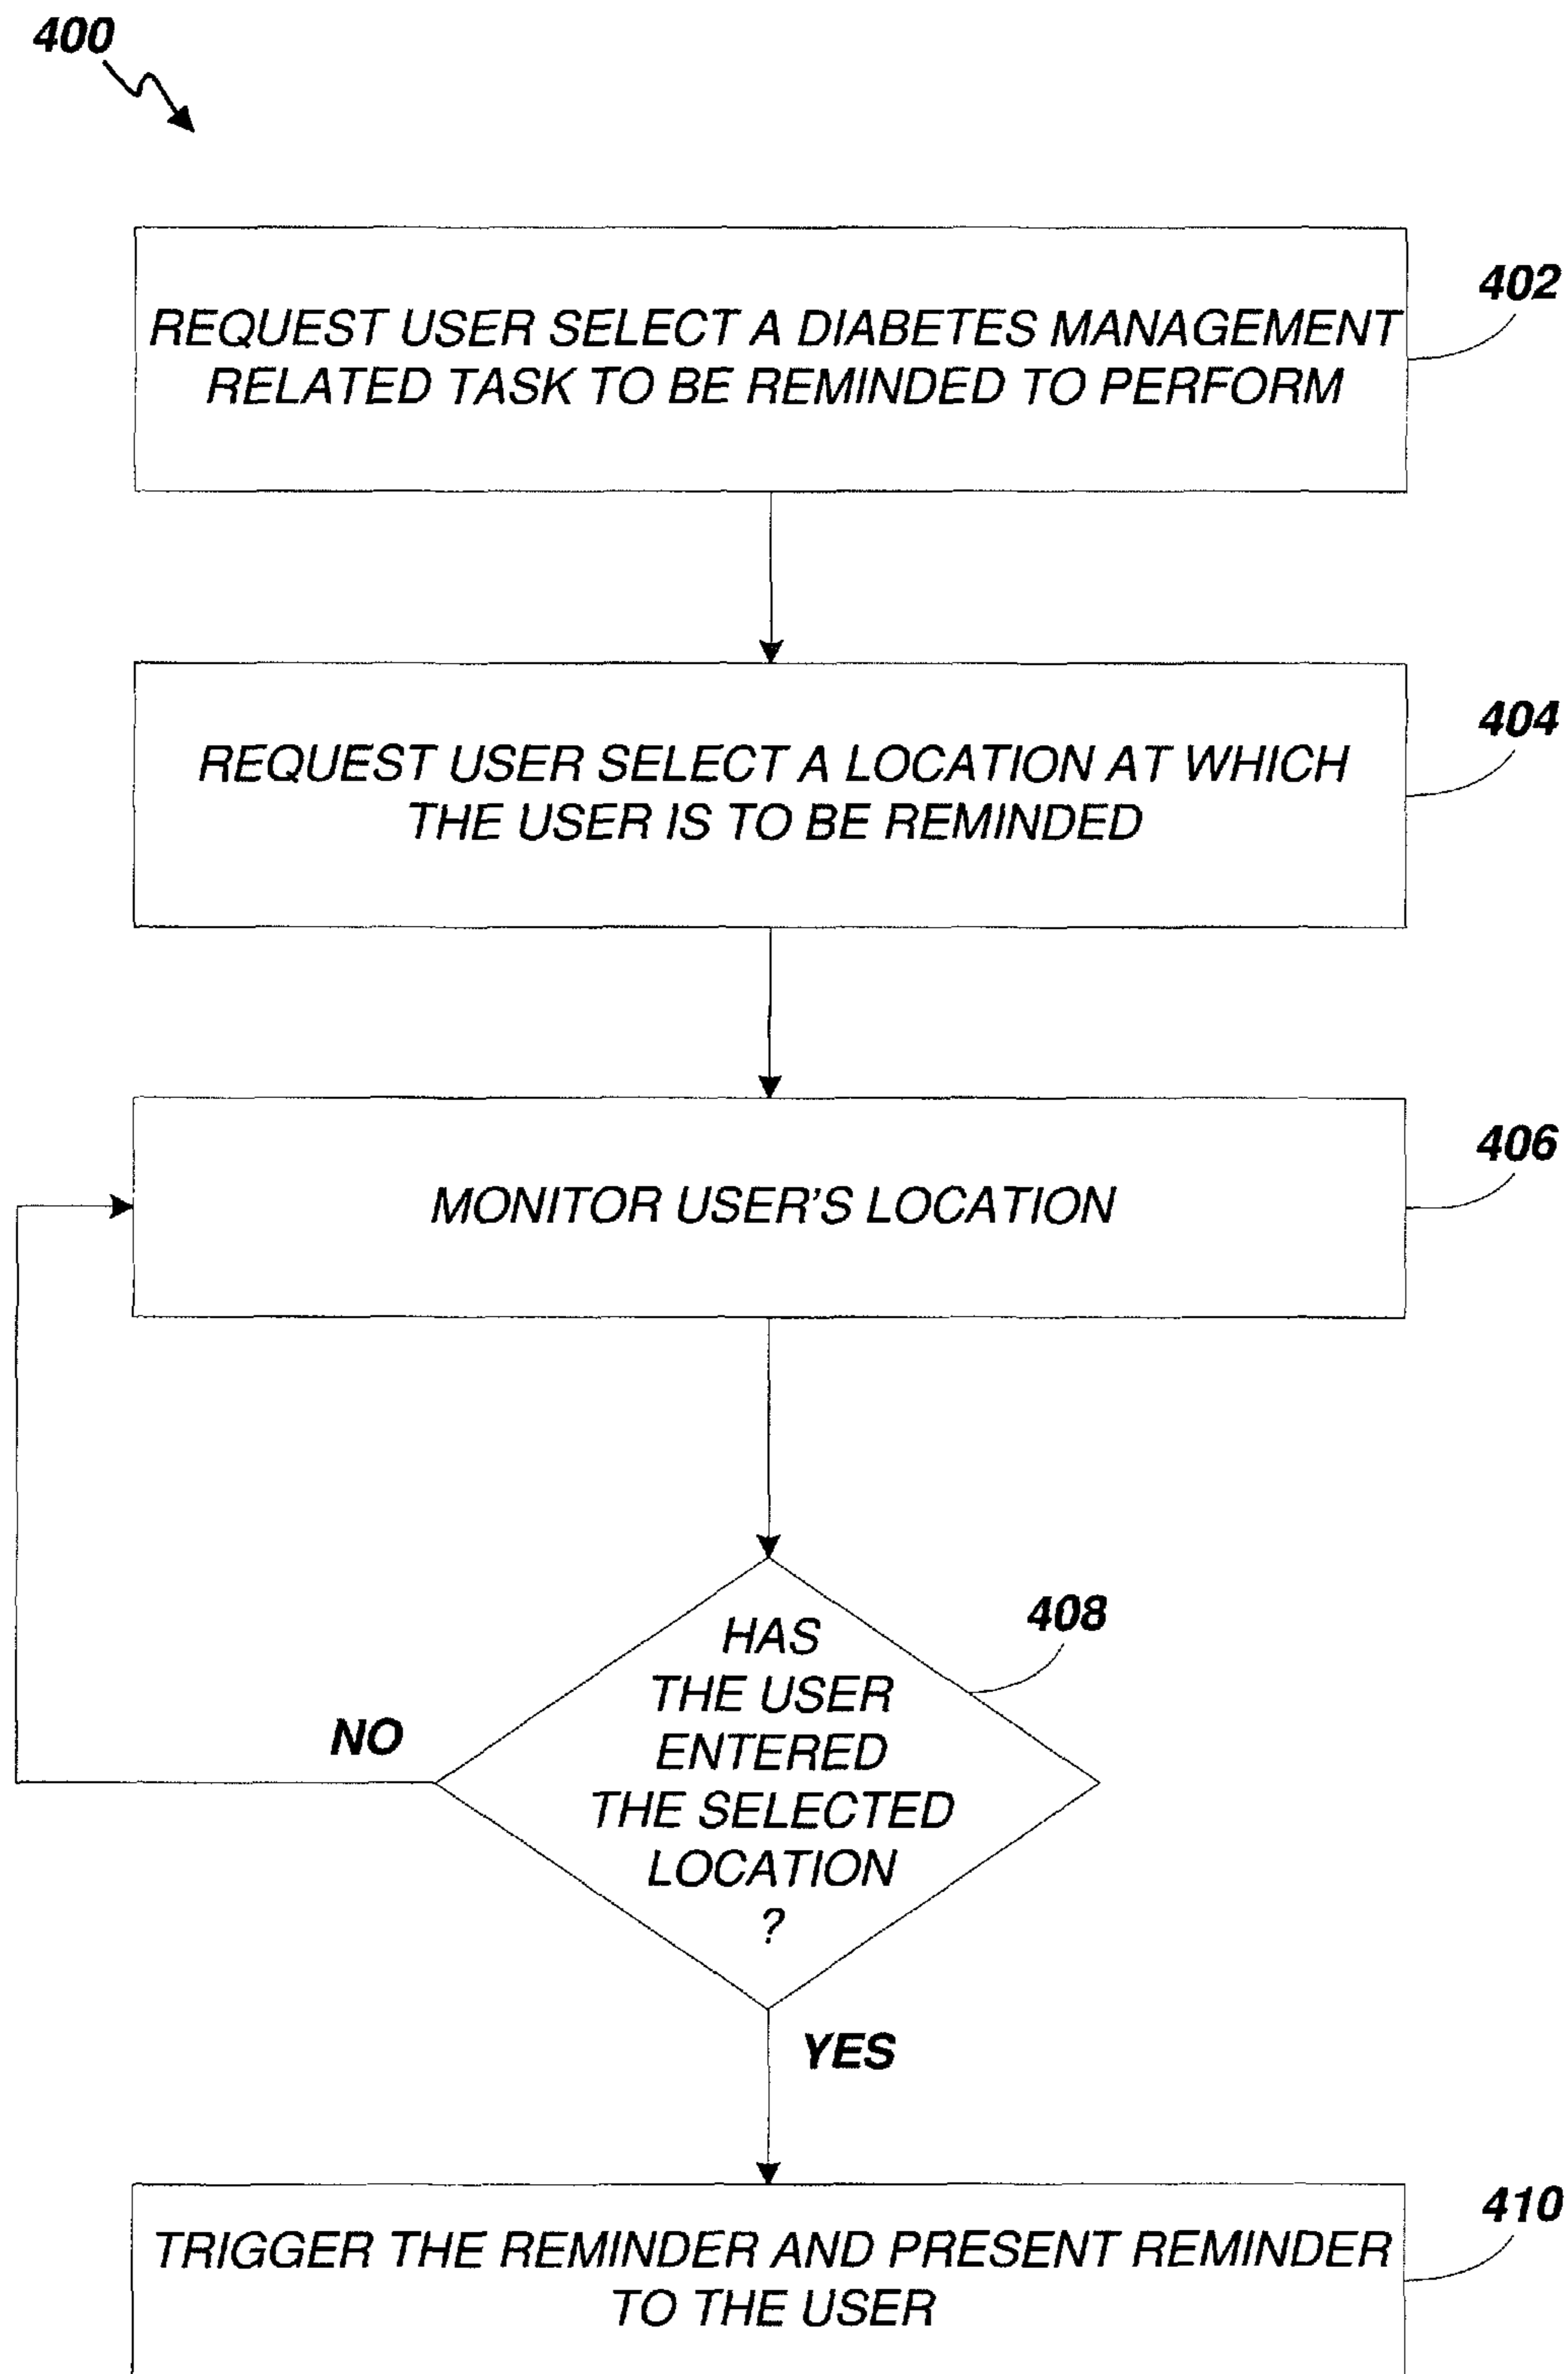 400
REQUEST USER SELECT A DIABETES MANAGEMENT
RELATED TASK TO BE REMINDED TO PERFORM
402
REQUEST USER SELECT A LOCATION AT WHICH
THE USER IS TO BE REMINDED
404
MONITOR USER'S LOCATION
406
HAS
THE USER
ENTERED
THE SELECTED
LOCATION
?
408
NO
YES
TRIGGER THE REMINDER AND PRESENT REMINDER
TO THE USER
410